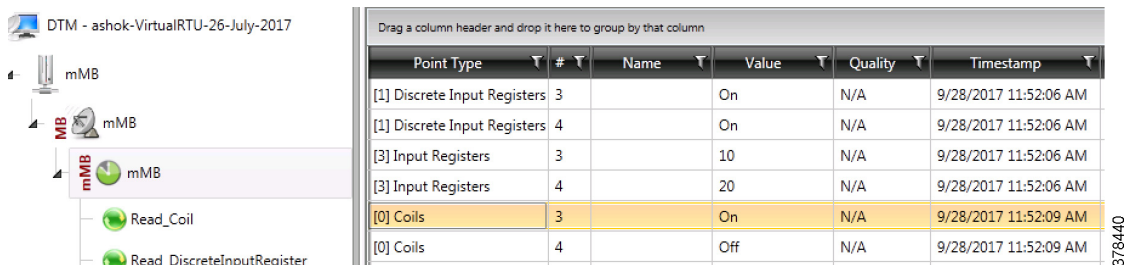 DTM - ashok-VirtualRTU-26-July-2017
mMB
MB mMB
mMB mMB
Read_Coil
Read_DiscreteInputRegister
Drag a column header and drop it here to group by that column
Point Type # Name Value Quality Timestamp
[1] Discrete Input Registers 3 On N/A 9/28/2017 11:52:06 AM
[1] Discrete Input Registers 4 On N/A 9/28/2017 11:52:06 AM
[3] Input Registers 3 10 N/A 9/28/2017 11:52:06 AM
[3] Input Registers 4 20 N/A 9/28/2017 11:52:06 AM
[0] Coils 3 On N/A 9/28/2017 11:52:09 AM
[0] Coils 4 Off N/A 9/28/2017 11:52:09 AM
378440